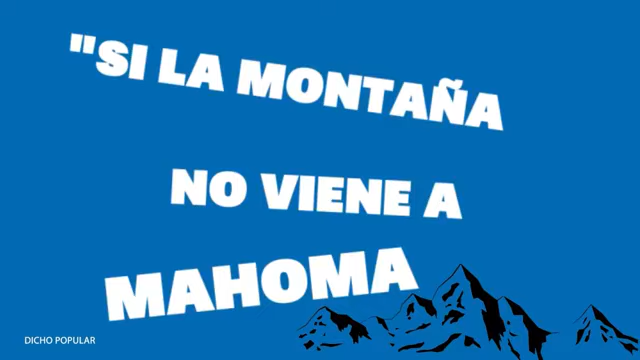 "SI LA MONTAÑA
NO VIENE A
MAHOMA
DICHO POPULAR